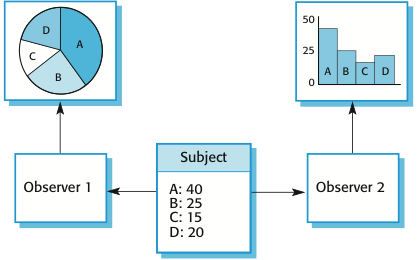 D
A
C
B
50
25
0
A B C D
Observer 1
Subject
A: 40
B: 25
C: 15
D: 20
Observer 2